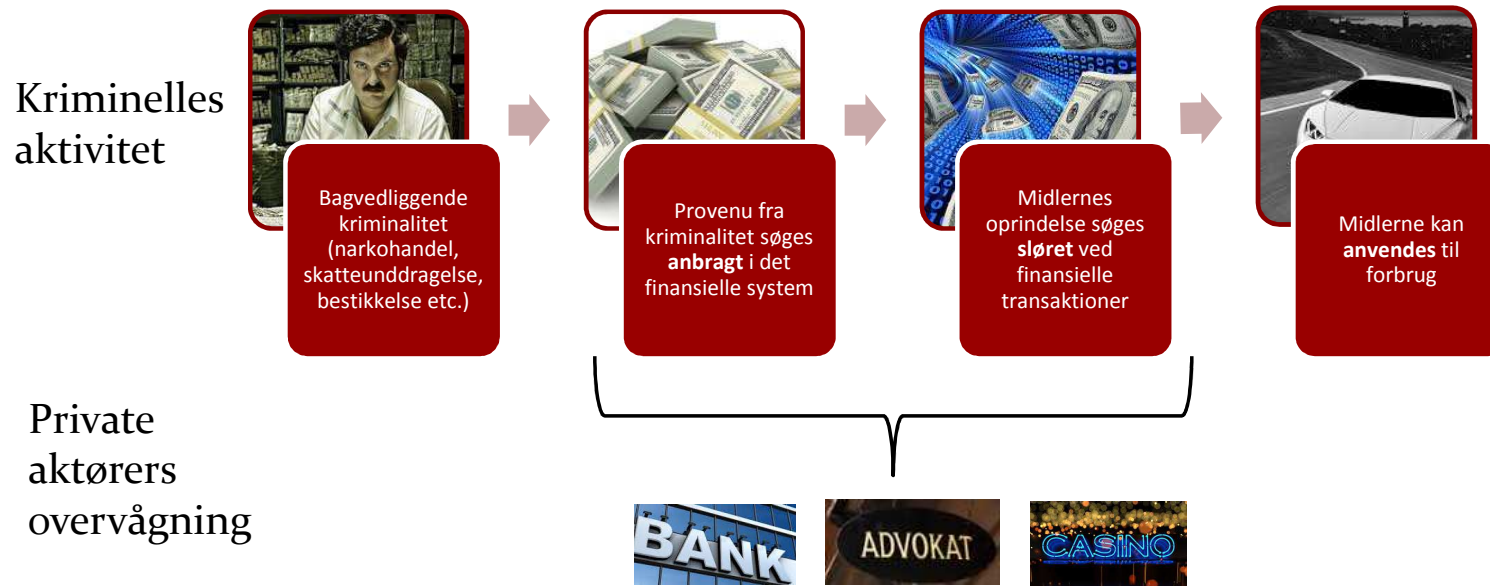 Kriminelles
aktivitet
Bagvedliggende
kriminalitet
(narkohandel,
skatteunddragelse,
bestikkelse etc.)
Provenu fra
kriminalitet søges
anbragt i det
finansielle system
Midlernes
oprindelse søges
sløret ved
finansielle
transaktioner
Midlerne kan
anvendes til
forbrug
Private
aktørers
overvågning
BANK
ADVOKAT
CASINO